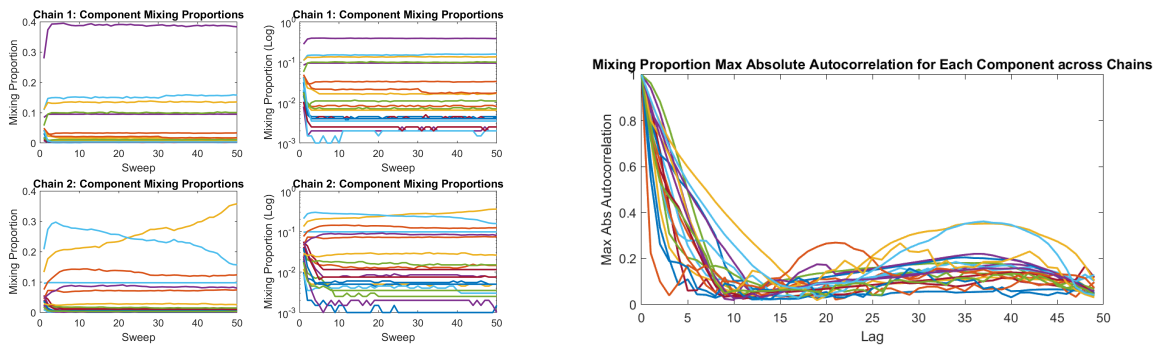 Chain 1: Component Mixing Proportions
Mixing Proportion
0.4
0.3
0.2
0.1
0
0 10 20 30 40 50
Sweep
Chain 1: Component Mixing Proportions
Mixing Proportion (Log)
10^0
10^-1
10^-2
10^-3
0 10 20 30 40 50
Sweep
Chain 2: Component Mixing Proportions
Mixing Proportion
0.4
0.3
0.2
0.1
0
0 10 20 30 40 50
Sweep
Chain 2: Component Mixing Proportions
Mixing Proportion (Log)
10^0
10^-1
10^-2
10^-3
0 10 20 30 40 50
Sweep
Mixing Proportion Max Absolute Autocorrelation for Each Component across Chains
Max Abs Autocorrelation
0.8
0.6
0.4
0.2
0
0 5 10 15 20 25 30 35 40 45 50
Lag